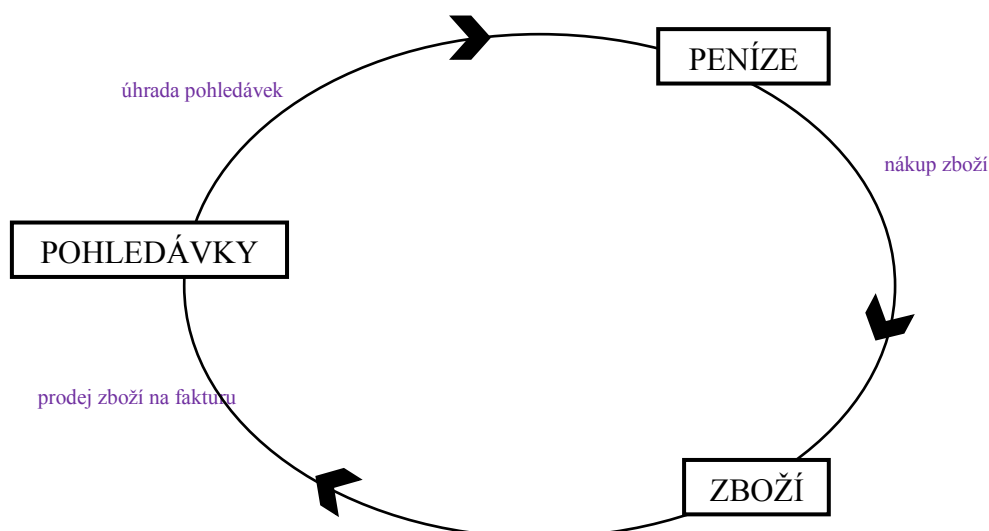 PENÍZE
úhrada pohledávek
nákup zboží
POHLEDÁVKY
prodej zboží na fakturu
ZBOŽÍ